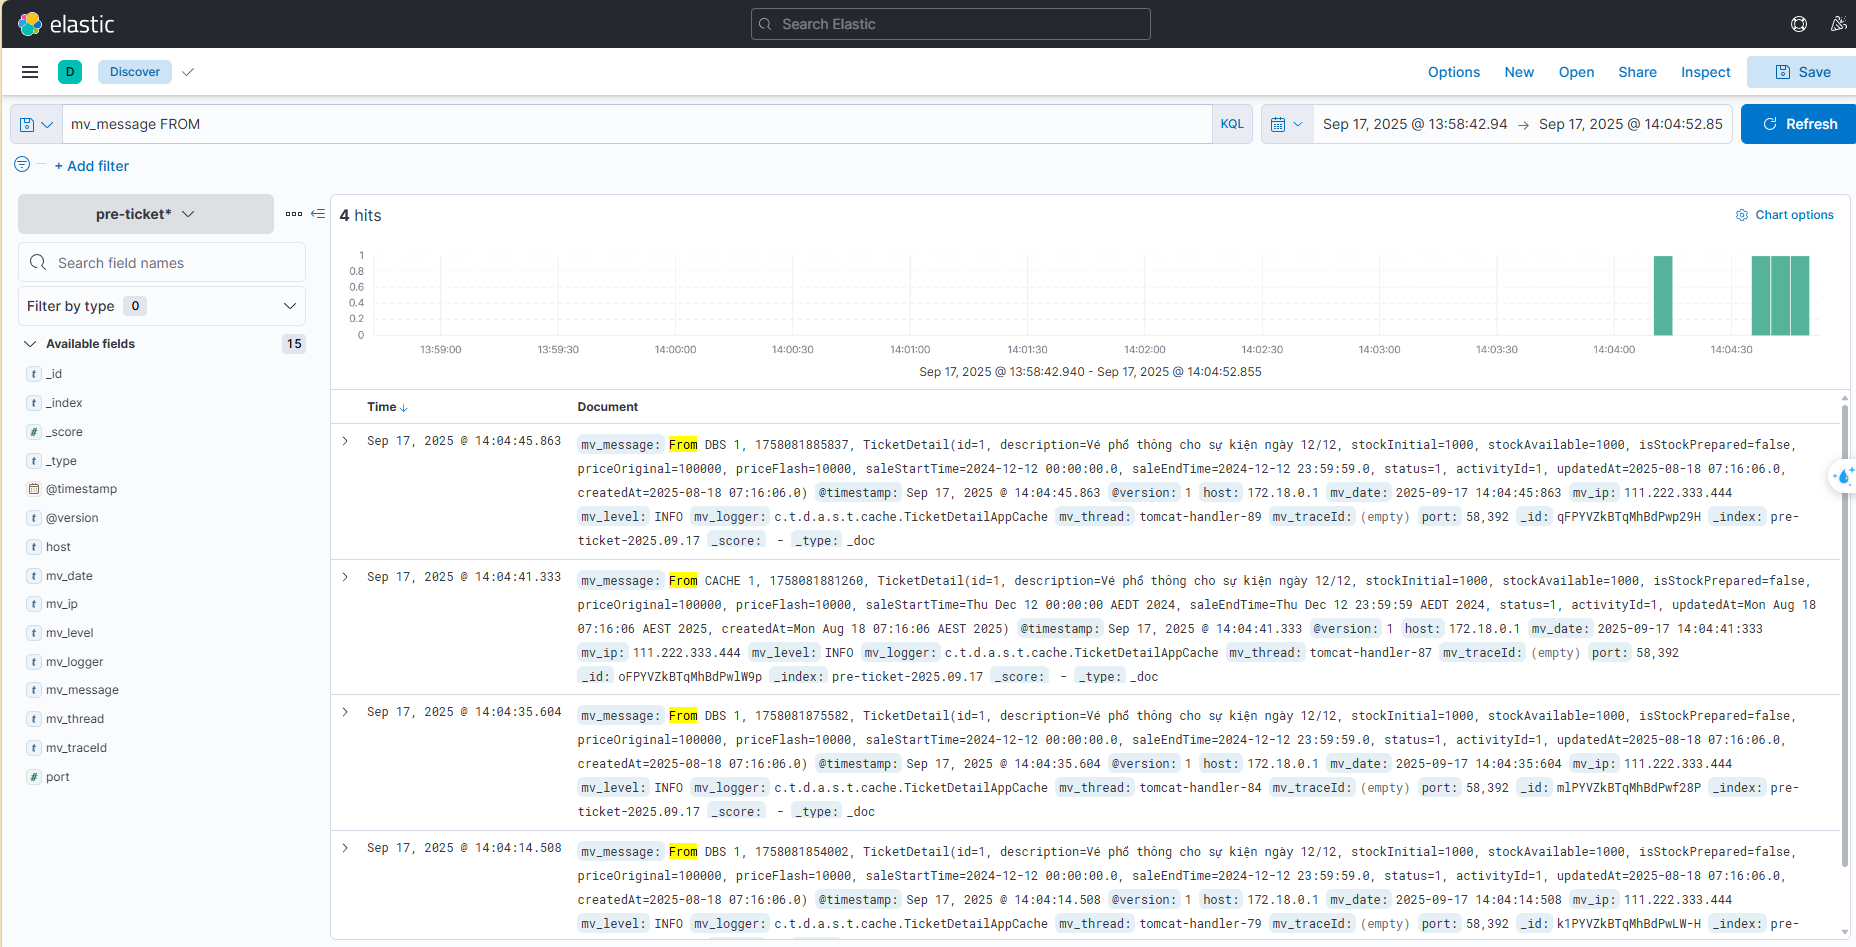 elastic
Search Elastic
D Discover Options New Open Share Inspect Save
mv_message FROM KQL Sep 17, 2025 @ 13:58:42.94 → Sep 17, 2025 @ 14:04:52.85 Refresh
+ Add filter
pre-ticket*
Search field names
Filter by type 0
Available fields 15
t _id
t _index
# _score
t _type
@timestamp
t @version
t host
t mv_date
t mv_ip
t mv_level
t mv_logger
t mv_message
t mv_thread
t mv_traceId
# port
4 hits
Chart options
1
0.8
0.6
0.4
0.2
0
13:59:00 13:59:30 14:00:00 14:00:30 14:01:00 14:01:30 14:02:00 14:02:30 14:03:00 14:03:30 14:04:00 14:04:30
Sep 17, 2025 @ 13:58:42.940 - Sep 17, 2025 @ 14:04:52.855
Time Document
Sep 17, 2025 @ 14:04:45.863 mv_message: From DBS 1, 1758081885837, TicketDetail(id=1, description=Vé phổ thông cho sự kiện ngày 12/12, stockInitial=1000, stockAvailable=1000, isStockPrepared=false,
priceOriginal=100000, priceFlash=10000, saleStartTime=2024-12-12 00:00:00.0, saleEndTime=2024-12-12 23:59:59.0, status=1, activityId=1, updatedAt=2025-08-18 07:16:06.0,
createdAt=2025-08-18 07:16:06.0) @timestamp: Sep 17, 2025 @ 14:04:45.863 @version: 1 host: 172.18.0.1 mv_date: 2025-09-17 14:04:45:863 mv_ip: 111.222.333.444
mv_level: INFO mv_logger: c.t.d.a.s.t.cache.TicketDetailAppCache mv_thread: tomcat-handler-89 mv_traceId: (empty) port: 58,392 _id: qFPYVZkBTqMhBdPwp29H _index: pre-
ticket-2025.09.17 _score: - _type: _doc
Sep 17, 2025 @ 14:04:41.333 mv_message: From CACHE 1, 1758081881260, TicketDetail(id=1, description=Vé phổ thông cho sự kiện ngày 12/12, stockInitial=1000, stockAvailable=1000, isStockPrepared=false,
priceOriginal=100000, priceFlash=10000, saleStartTime=Thu Dec 12 00:00:00 AEDT 2024, saleEndTime=Thu Dec 12 23:59:59 AEDT 2024, status=1, activityId=1, updatedAt=Mon Aug 18
07:16:06 AEST 2025, createdAt=Mon Aug 18 07:16:06 AEST 2025) @timestamp: Sep 17, 2025 @ 14:04:41.333 @version: 1 host: 172.18.0.1 mv_date: 2025-09-17 14:04:41:333
mv_ip: 111.222.333.444 mv_level: INFO mv_logger: c.t.d.a.s.t.cache.TicketDetailAppCache mv_thread: tomcat-handler-87 mv_traceId: (empty) port: 58,392
_id: oFPYVZkBTqMhBdPwlW9p _index: pre-ticket-2025.09.17 _score: - _type: _doc
Sep 17, 2025 @ 14:04:35.604 mv_message: From DBS 1, 1758081875582, TicketDetail(id=1, description=Vé phổ thông cho sự kiện ngày 12/12, stockInitial=1000, stockAvailable=1000, isStockPrepared=false,
priceOriginal=100000, priceFlash=10000, saleStartTime=2024-12-12 00:00:00.0, saleEndTime=2024-12-12 23:59:59.0, status=1, activityId=1, updatedAt=2025-08-18 07:16:06.0,
createdAt=2025-08-18 07:16:06.0) @timestamp: Sep 17, 2025 @ 14:04:35.604 @version: 1 host: 172.18.0.1 mv_date: 2025-09-17 14:04:35:604 mv_ip: 111.222.333.444
mv_level: INFO mv_logger: c.t.d.a.s.t.cache.TicketDetailAppCache mv_thread: tomcat-handler-84 mv_traceId: (empty) port: 58,392 _id: mlPYVZkBTqMhBdPwf28P _index: pre-
ticket-2025.09.17 _score: - _type: _doc
Sep 17, 2025 @ 14:04:14.508 mv_message: From DBS 1, 1758081854002, TicketDetail(id=1, description=Vé phổ thông cho sự kiện ngày 12/12, stockInitial=1000, stockAvailable=1000, isStockPrepared=false,
priceOriginal=100000, priceFlash=10000, saleStartTime=2024-12-12 00:00:00.0, saleEndTime=2024-12-12 23:59:59.0, status=1, activityId=1, updatedAt=2025-08-18 07:16:06.0,
createdAt=2025-08-18 07:16:06.0) @timestamp: Sep 17, 2025 @ 14:04:14.508 @version: 1 host: 172.18.0.1 mv_date: 2025-09-17 14:04:14:508 mv_ip: 111.222.333.444
mv_level: INFO mv_logger: c.t.d.a.s.t.cache.TicketDetailAppCache mv_thread: tomcat-handler-79 mv_traceId: (empty) port: 58,392 _id: k1PYVZkBTqMhBdPwLW-H _index: pre-